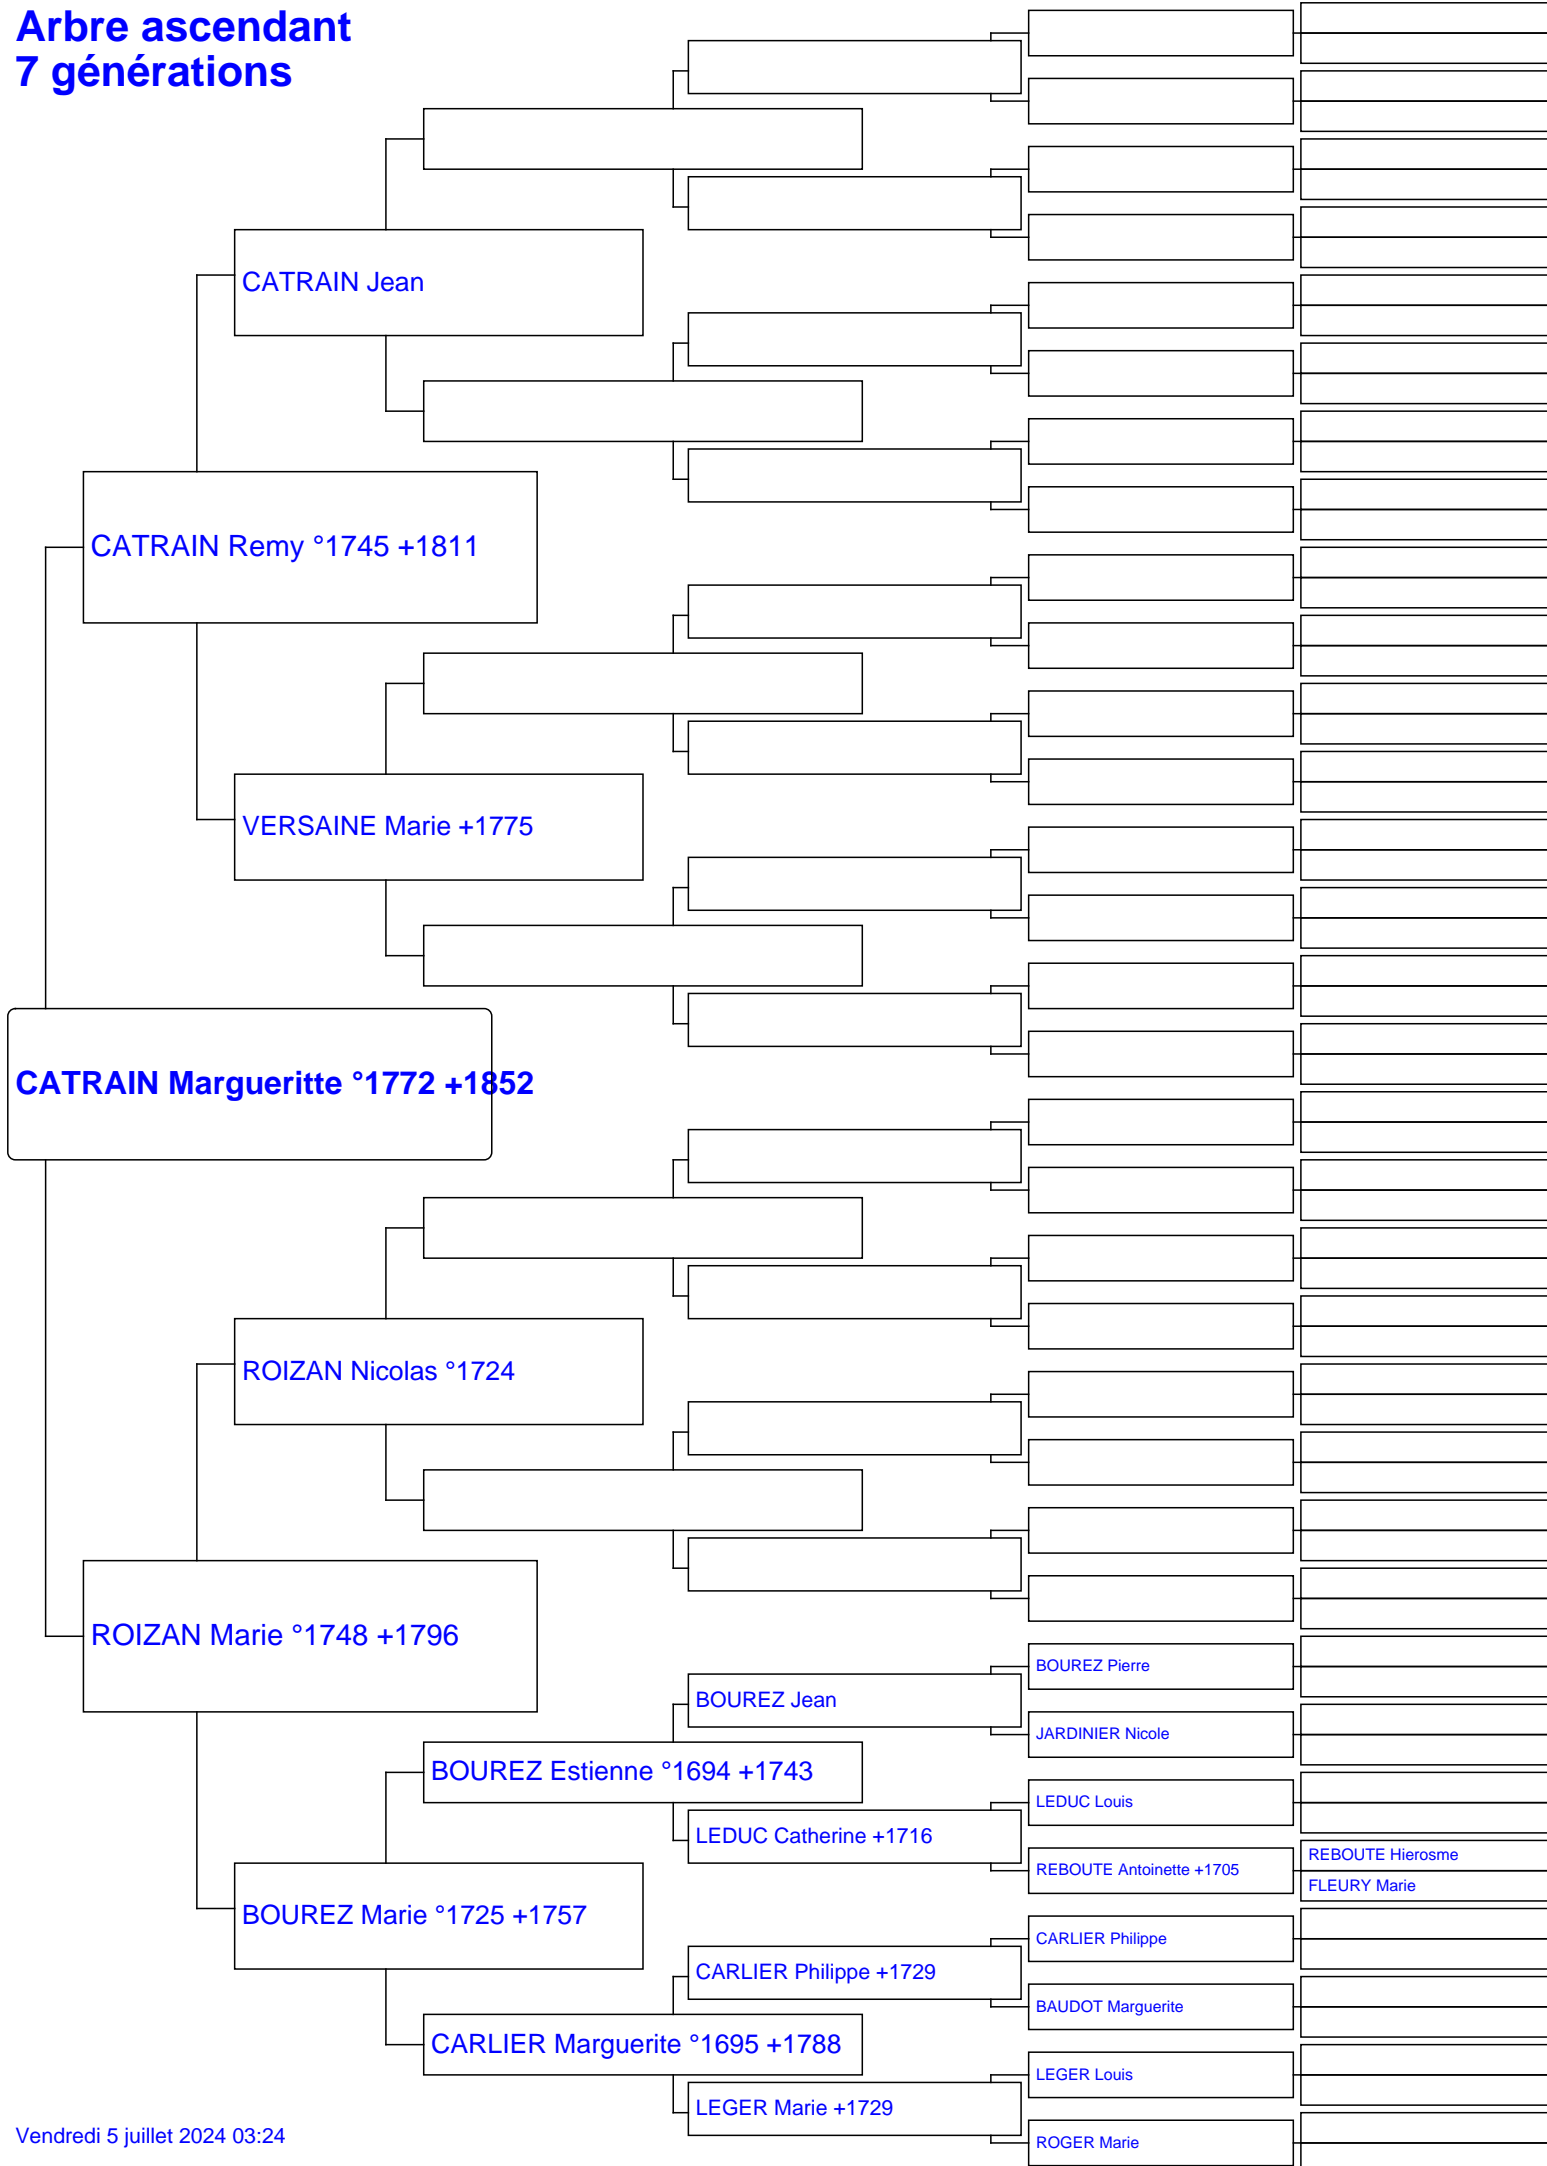 Arbre ascendant
7 générations
CATRAIN Jean
CATRAIN Remy °1745 +1811
VERSAINE Marie +1775
CATRAIN Margueritte °1772 +1852
ROIZAN Nicolas °1724
ROIZAN Marie °1748 +1796
BOUREZ Pierre
BOUREZ Jean
JARDINIER Nicole
BOUREZ Estienne °1694 +1743
LEDUC Louis
LEDUC Catherine +1716
REBOUTE Hierosme
REBOUTE Antoinette +1705
FLEURY Marie
BOUREZ Marie °1725 +1757
CARLIER Philippe
CARLIER Philippe +1729
BAUDOT Marguerite
CARLIER Marguerite °1695 +1788
LEGER Louis
LEGER Marie +1729
ROGER Marie
Vendredi 5 juillet 2024 03:24